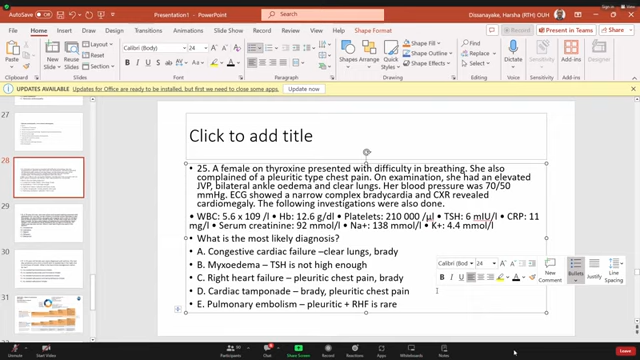 Sign in
AutoSave Off
Presentation1 - PowerPoint
Dissanayake, Harsha (RTH) OUH
File Home Insert Draw Design Transitions Animations Slide Show Record Review View Help Shape Format
Record Present in Teams Share
Paste
New Slide
Reuse Slides
Layout
Reset
Section
Calibri (Body) 24
Shapes
Arrange
Quick Styles
Shape Fill
Shape Outline
Shape Effects
Find
Replace
Select
Dictate
Sensitivity
Add-ins
Designer
Clipboard
Slides
Font
Paragraph
Drawing
Editing
Voice
Sensitivity
Add-ins
UPDATES AVAILABLE Updates for Office are ready to be installed, but first we need to close some apps. Update now
27
28
29
30
31
Click to add title
• 25. A female on thyroxine presented with difficulty in breathing. She also
complained of a pleuritic type chest pain. On examination, she had an elevated
JVP, bilateral ankle oedema and clear lungs. Her blood pressure was 70/50
mmHg. ECG showed a narrow complex bradycardia and CXR revealed
cardiomegaly. The following investigations were also done.
• WBC: 5.6 x 109 /l • Hb: 12.6 g/dl • Platelets: 210 000 /µl • TSH: 6 mIU/l • CRP: 11
mg/l • Serum creatinine: 92 mmol/l • Na+: 138 mmol/l • K+: 4.4 mmol/l
• What is the most likely diagnosis?
• A. Congestive cardiac failure –clear lungs, brady
• B. Myxoedema – TSH is not high enough
• C. Right heart failure - pleuritic chest pain, brady
• D. Cardiac tamponade – brady, pleuritic chest pain
• E. Pulmonary embolism – pleuritic + RHF is rare
Calibri (Bod 24
B I U
New Comment
Bullets
Justify
Line Spacing
Notes
Participants
Chat
Share Screen
Record
Reactions
Apps
Whiteboards
Notes
More
Leave